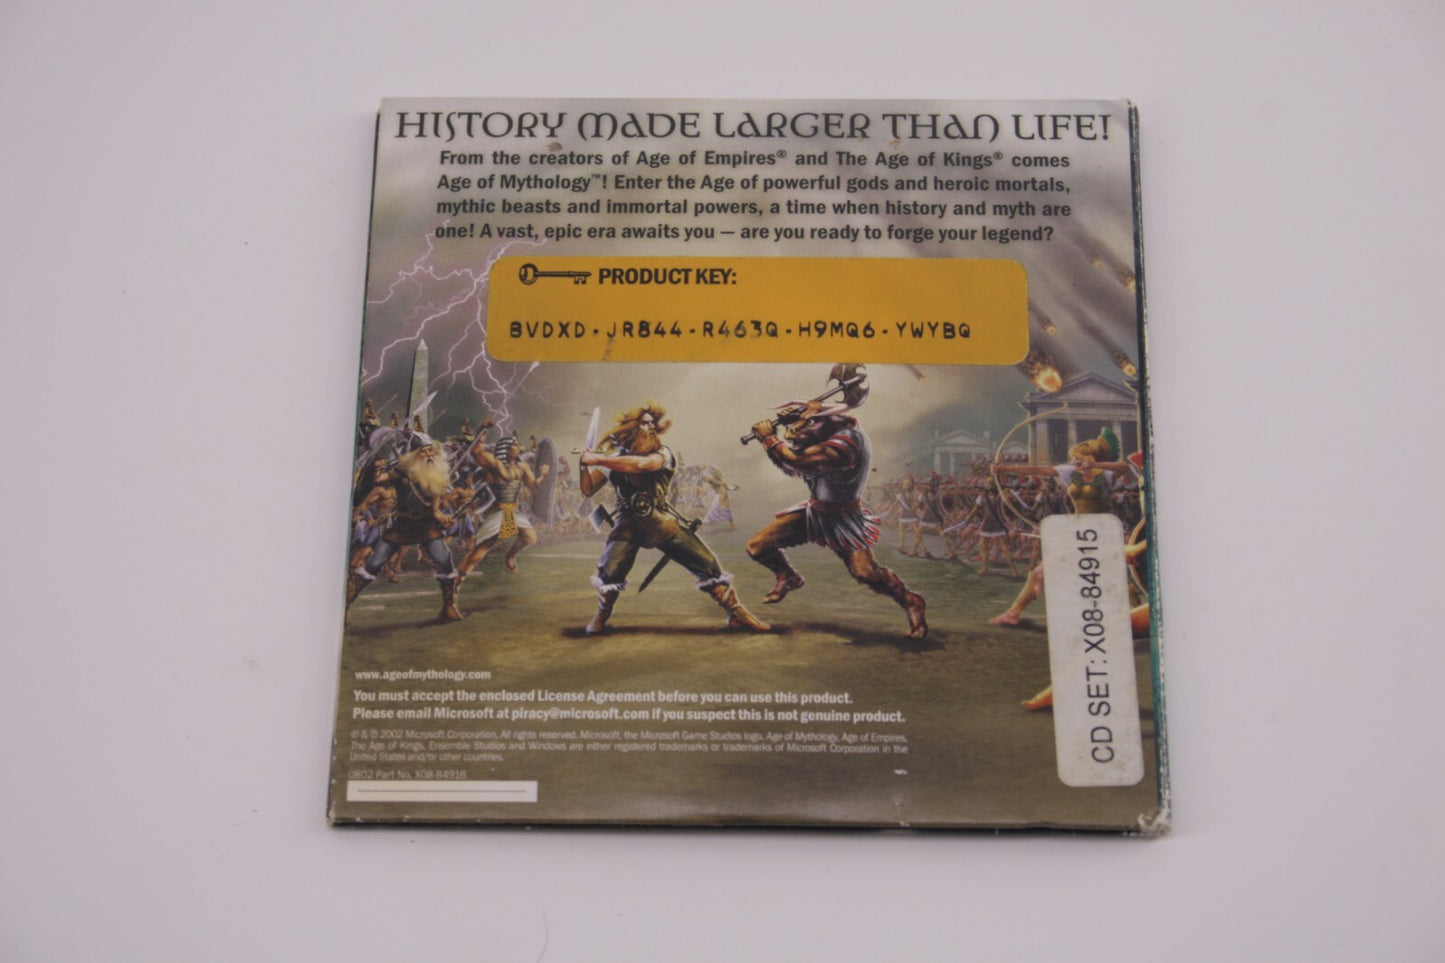 HISTORY MADE LARGER THAN LIFE!
From the creators of Age of Empires® and The Age of Kings® comes
Age of Mythology™! Enter the Age of powerful gods and heroic mortals,
mythic beasts and immortal powers, a time when history and myth are
one! A vast, epic era awaits you — are you ready to forge your legend?
PRODUCT KEY:
BVDXD-JR844-R463Q-H9MQ6-YWYBQ
CD SET: X08-84915
www.ageofmythology.com
You must accept the enclosed License Agreement before you can use this product.
Please email Microsoft at piracy@microsoft.com if you suspect this is not genuine product.
© & ℗ 2002 Microsoft Corporation. All rights reserved. Microsoft, the Microsoft Game Studios logo, Age of Mythology, Age of Empires,
The Age of Kings, Ensemble Studios and Windows are either registered trademarks or trademarks of Microsoft Corporation in the
United States and/or other countries.
0802 Part No. X08-84916